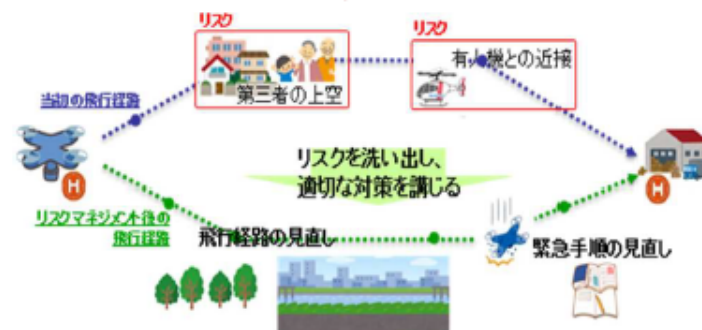 リスク
リスク
第三者の上空
有人機との近接
当初の飛行経路
H
リスクを洗い出し、
適切な対策を講じる
H
リスクマネジメント後の
飛行経路
飛行経路の見直し
緊急手順の見直し